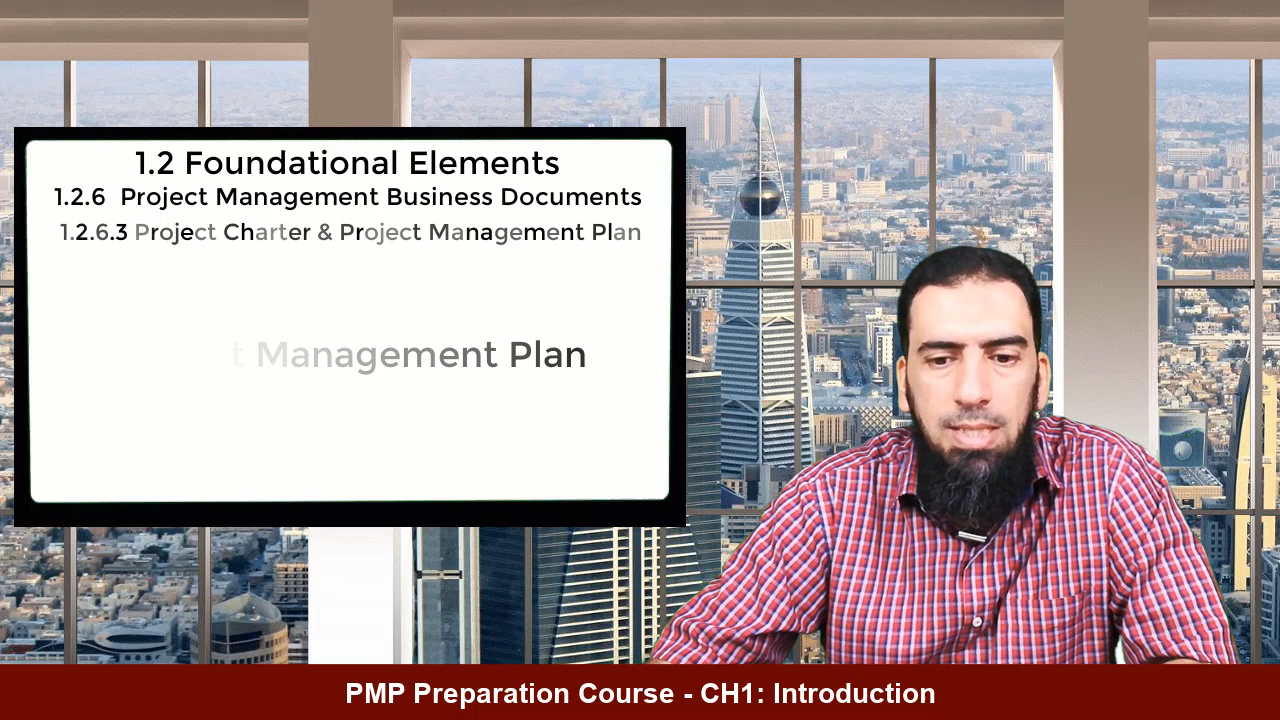 1.2 Foundational Elements
1.2.6 Project Management Business Documents
1.2.6.3 Project Charter & Project Management Plan
t Management Plan
PMP Preparation Course - CH1: Introduction